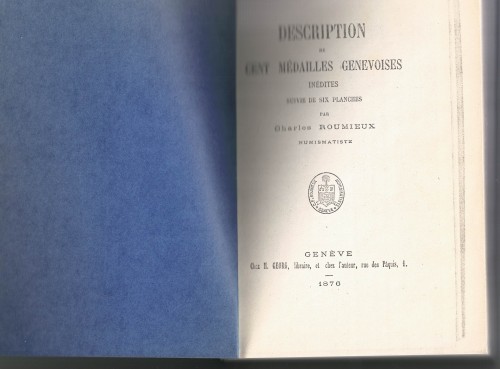 DESCRIPTION
DE
CENT MÉDAILLES GENEVOISES
INÉDITES
SUIVIE DE SIX PLANCHES
PAR
Charles ROUMIEUX
NUMISMATISTE
GENÈVE
Chez H. GEORG, libraire, et chez l'auteur, rue des Pâquis, 4.
1876